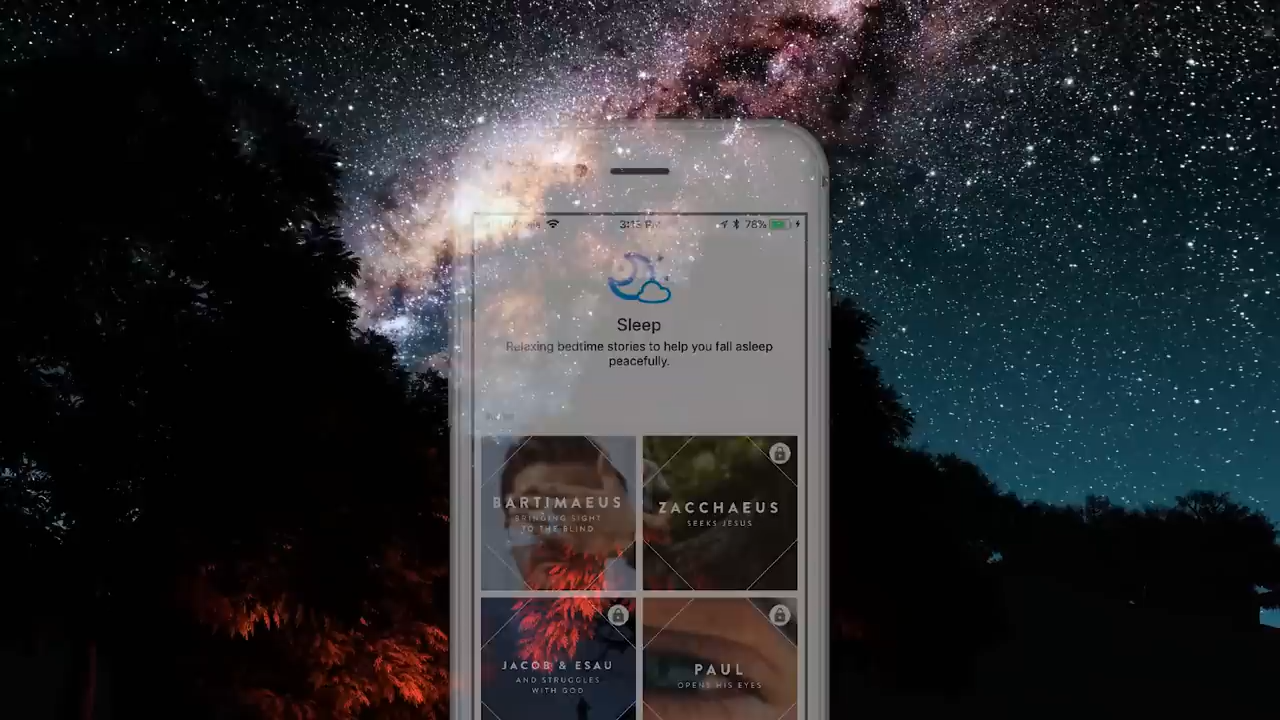 78%
Sleep
Relaxing bedtime stories to help you fall asleep
peacefully.
BARTIMAEUS
BRINGING SIGHT
TO THE BLIND
ZACCHAEUS
SEEKS JESUS
JACOB & ESAU
AND STRUGGLES
WITH GOD
PAUL
OPENS HIS EYES